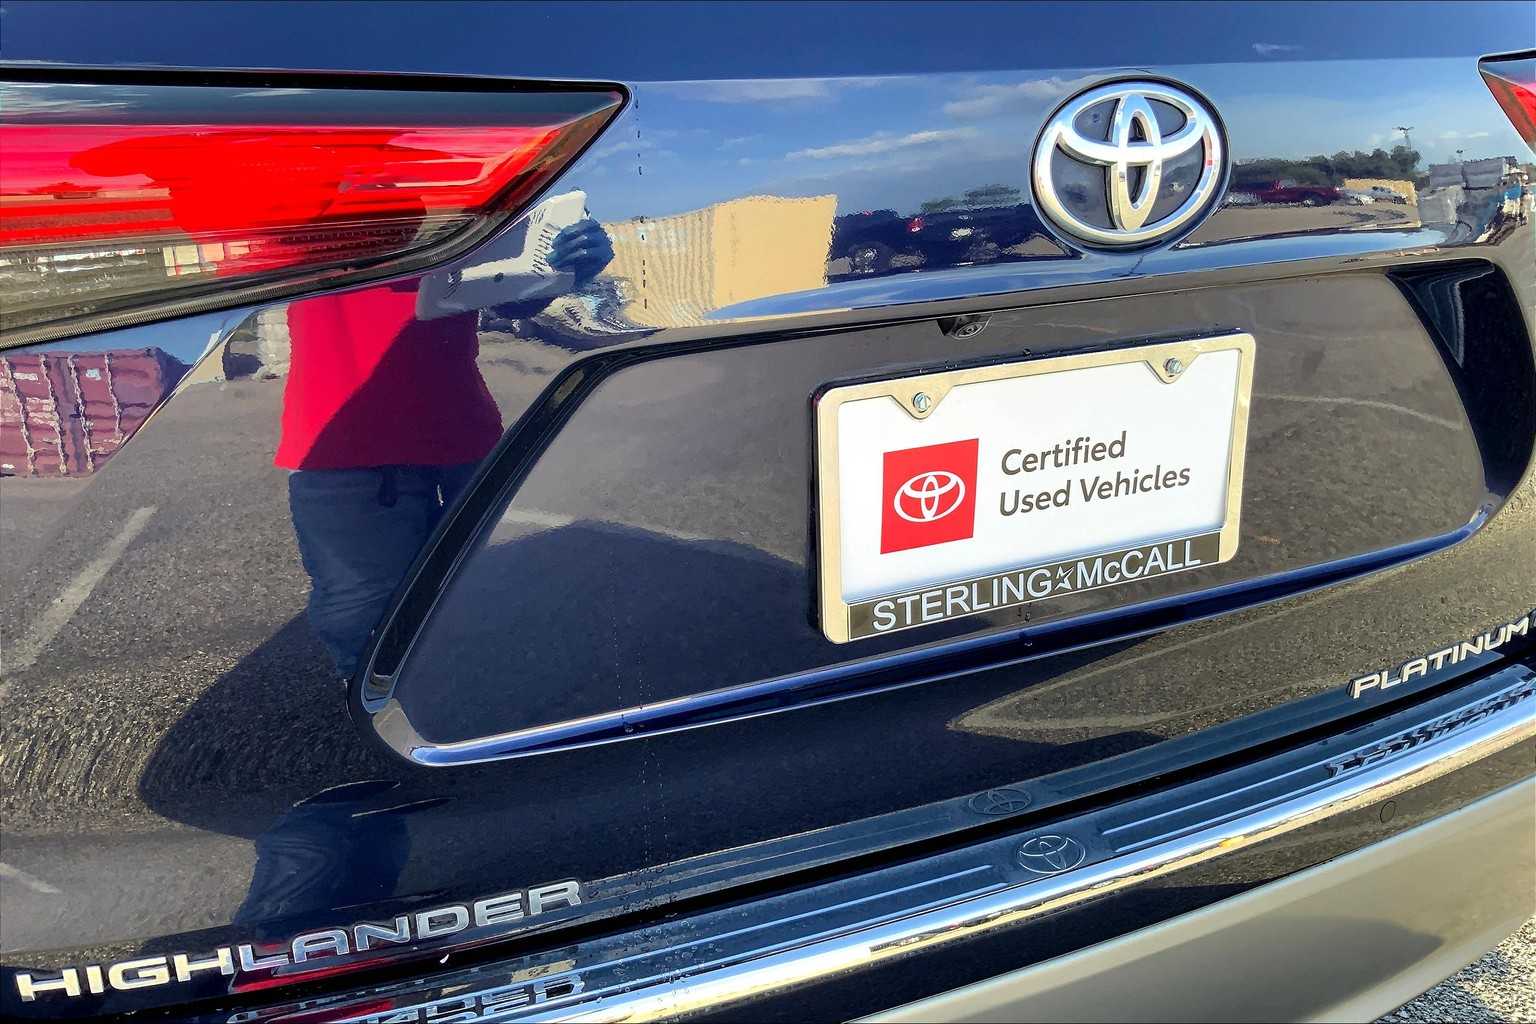 Certified
Used Vehicles
STERLING McCALL
PLATINUM
HIGHLANDER